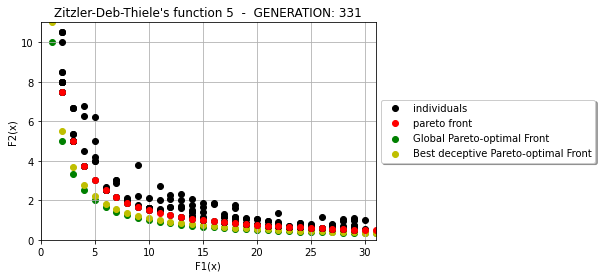 Zitzler-Deb-Thiele's function 5 - GENERATION: 331
F2(x)
10
8
6
4
2
0
0 5 10 15 20 25 30
F1(x)
individuals
pareto front
Global Pareto-optimal Front
Best deceptive Pareto-optimal Front